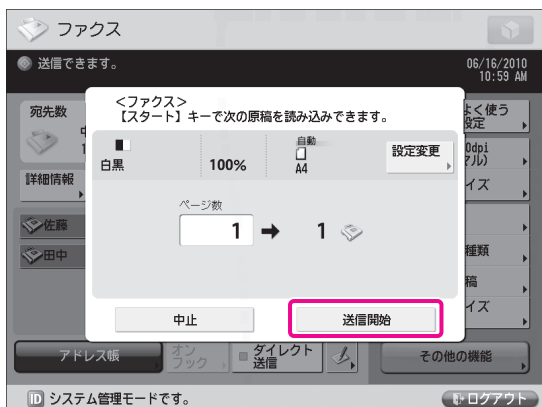 ファクス
送信できます。
06/16/2010
10:59 AM
宛先数
詳細情報
佐藤
田中
<ファクス>
【スタート】キーで次の原稿を読み込みできます。
白黒
100%
自動
A4
設定変更
ページ数
1 → 1
中止
送信開始
よく使う
設定
0dpi
アル)
イズ
種類
稿
イズ
アドレス帳
オン
フック
ダイレクト
送信
その他の機能
ID システム管理モードです。
ログアウト